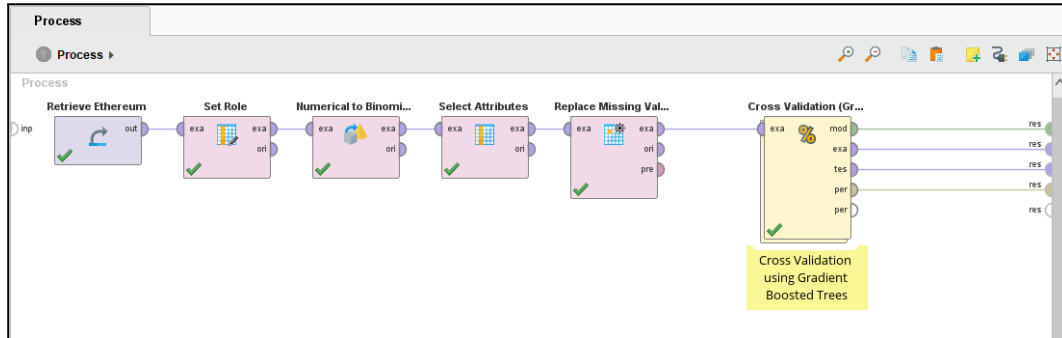 Process
Process
Process
Retrieve Ethereum Set Role Numerical to Binomi... Select Attributes Replace Missing Val... Cross Validation (Gr...
inp out exa exa exa exa exa exa exa exa exa mod res
ori ori ori ori exa res
pre tes res
per res
per res
Cross Validation
using Gradient
Boosted Trees